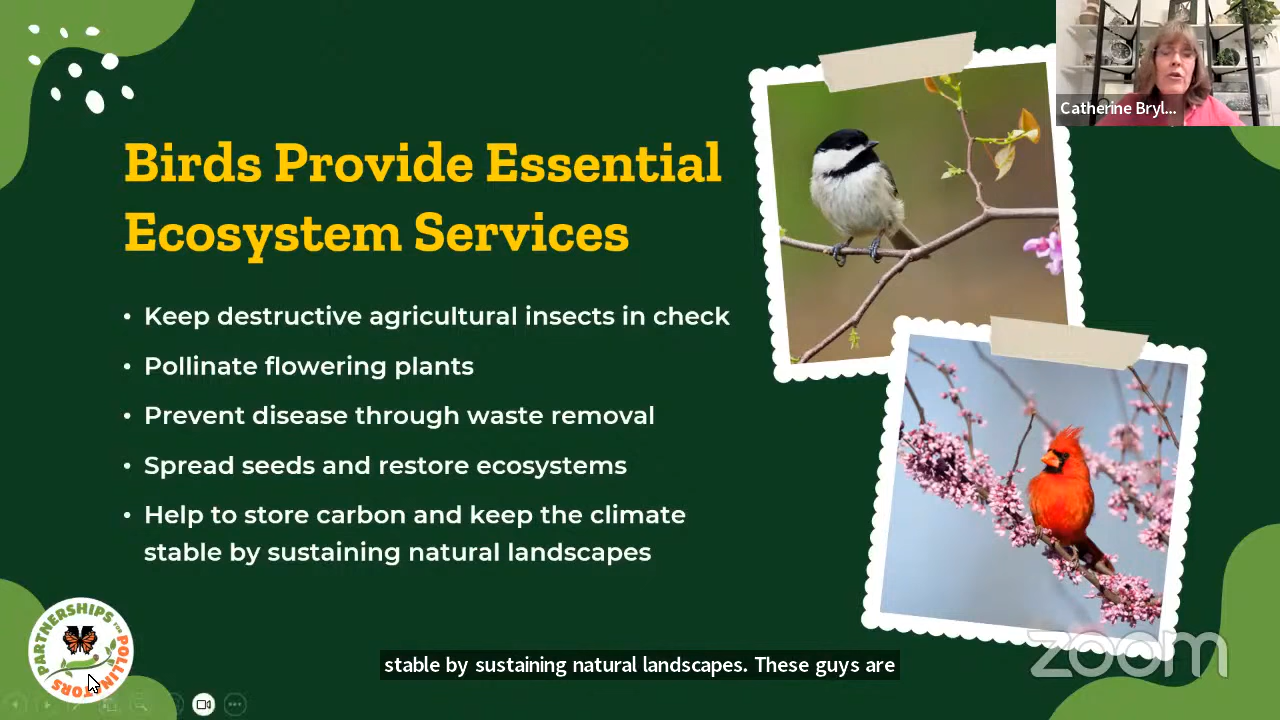 Catherine Bryl...
Birds Provide Essential
Ecosystem Services
• Keep destructive agricultural insects in check
• Pollinate flowering plants
• Prevent disease through waste removal
• Spread seeds and restore ecosystems
• Help to store carbon and keep the climate
stable by sustaining natural landscapes
PARTNERSHIPS FOR POLLINATORS
stable by sustaining natural landscapes. These guys are
zoom